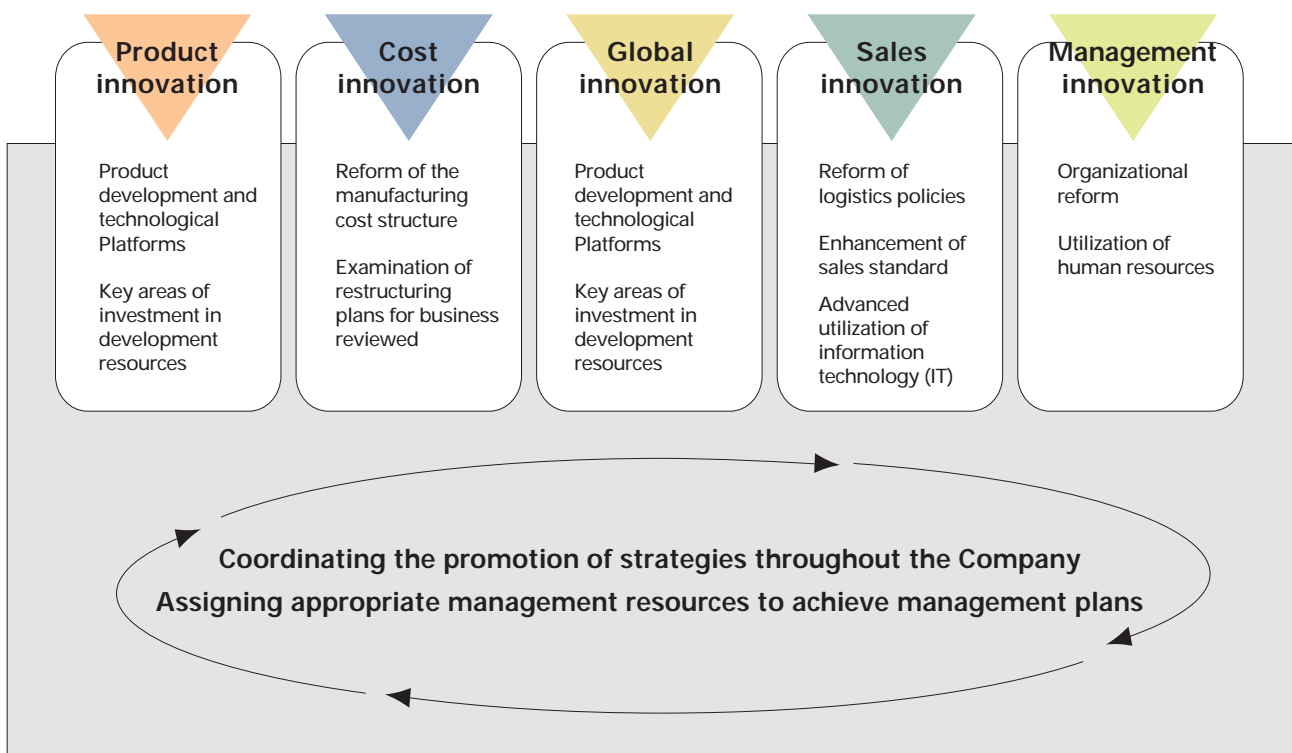 Product
innovation
Product
development and
technological
Platforms
Key areas of
investment in
development
resources
Cost
innovation
Reform of the
manufacturing
cost structure
Examination of
restructuring
plans for business
reviewed
Global
innovation
Product
development and
technological
Platforms
Key areas of
investment in
development
resources
Sales
innovation
Reform of
logistics policies
Enhancement of
sales standard
Advanced
utilization of
information
technology (IT)
Management
innovation
Organizational
reform
Utilization of
human resources
Coordinating the promotion of strategies throughout the Company
Assigning appropriate management resources to achieve management plans